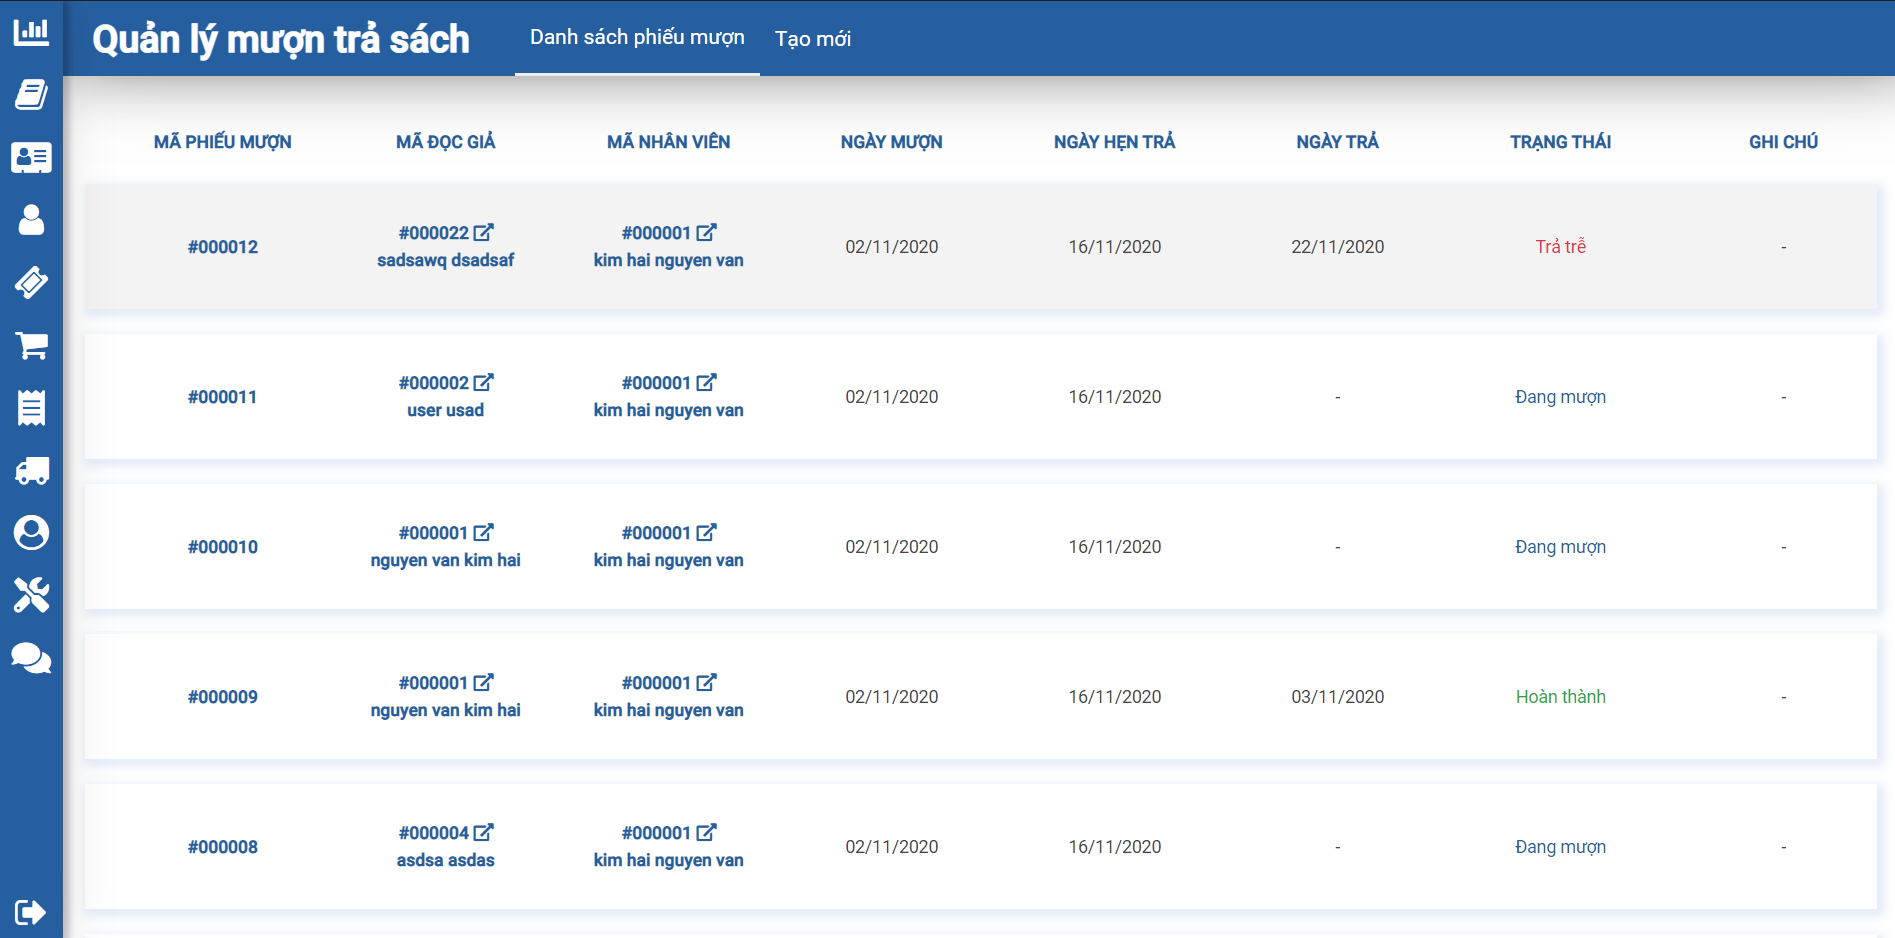 Quản lý mượn trả sách
Danh sách phiếu mượn
Tạo mới
MÃ PHIẾU MƯỢN
MÃ ĐỌC GIẢ
MÃ NHÂN VIÊN
NGÀY MƯỢN
NGÀY HẸN TRẢ
NGÀY TRẢ
TRẠNG THÁI
GHI CHÚ
#000012
#000022
sadsawq dsadsaf
#000001
kim hai nguyen van
02/11/2020
16/11/2020
22/11/2020
Trả trễ
-
#000011
#000002
user usad
#000001
kim hai nguyen van
02/11/2020
16/11/2020
-
Đang mượn
-
#000010
#000001
nguyen van kim hai
#000001
kim hai nguyen van
02/11/2020
16/11/2020
-
Đang mượn
-
#000009
#000001
nguyen van kim hai
#000001
kim hai nguyen van
02/11/2020
16/11/2020
03/11/2020
Hoàn thành
-
#000008
#000004
asdsa asdas
#000001
kim hai nguyen van
02/11/2020
16/11/2020
-
Đang mượn
-